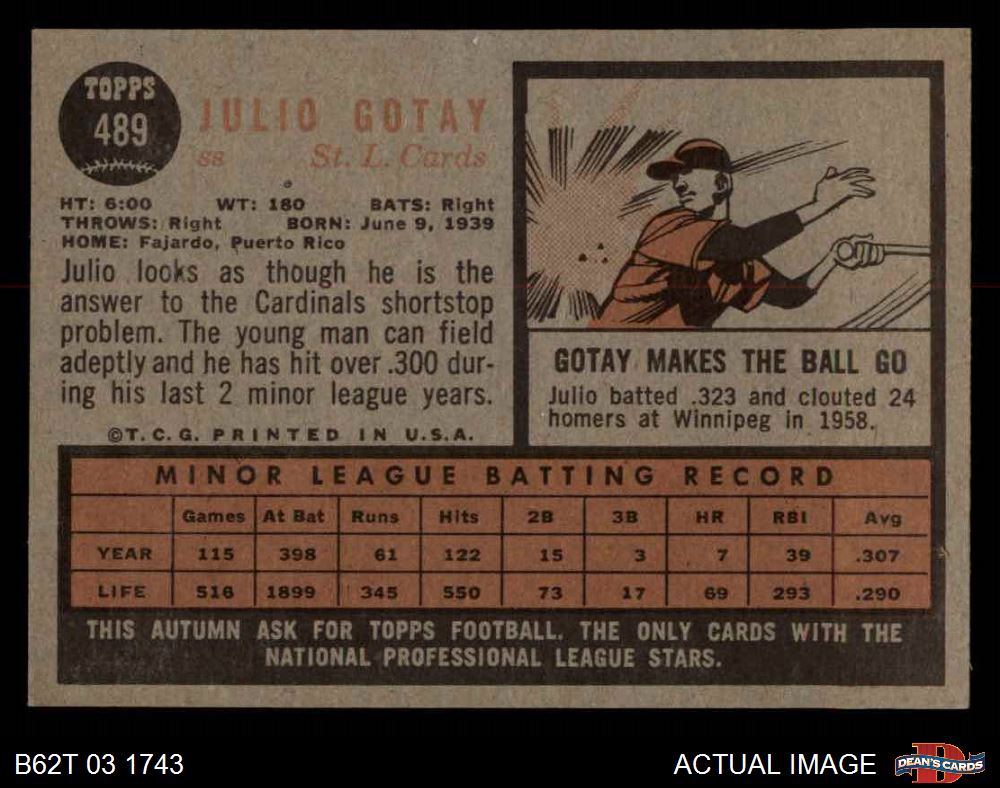 TOPPS
489
JULIO GOTAY
SS St. L. Cards
HT: 6:00 WT: 180 BATS: Right
THROWS: Right BORN: June 9, 1939
HOME: Fajardo, Puerto Rico
Julio looks as though he is the
answer to the Cardinals shortstop
problem. The young man can field
adeptly and he has hit over .300 dur-
ing his last 2 minor league years.
©T. C. G. PRINTED IN U.S.A.
GOTAY MAKES THE BALL GO
Julio batted .323 and clouted 24
homers at Winnipeg in 1958.
MINOR LEAGUE BATTING RECORD
Games At Bat Runs Hits 2B 3B HR RBI Avg
YEAR 115 398 61 122 15 3 7 39 .307
LIFE 516 1899 345 550 73 17 69 293 .290
THIS AUTUMN ASK FOR TOPPS FOOTBALL. THE ONLY CARDS WITH THE
NATIONAL PROFESSIONAL LEAGUE STARS.
B62T 03 1743 ACTUAL IMAGE DEAN'S CARDS